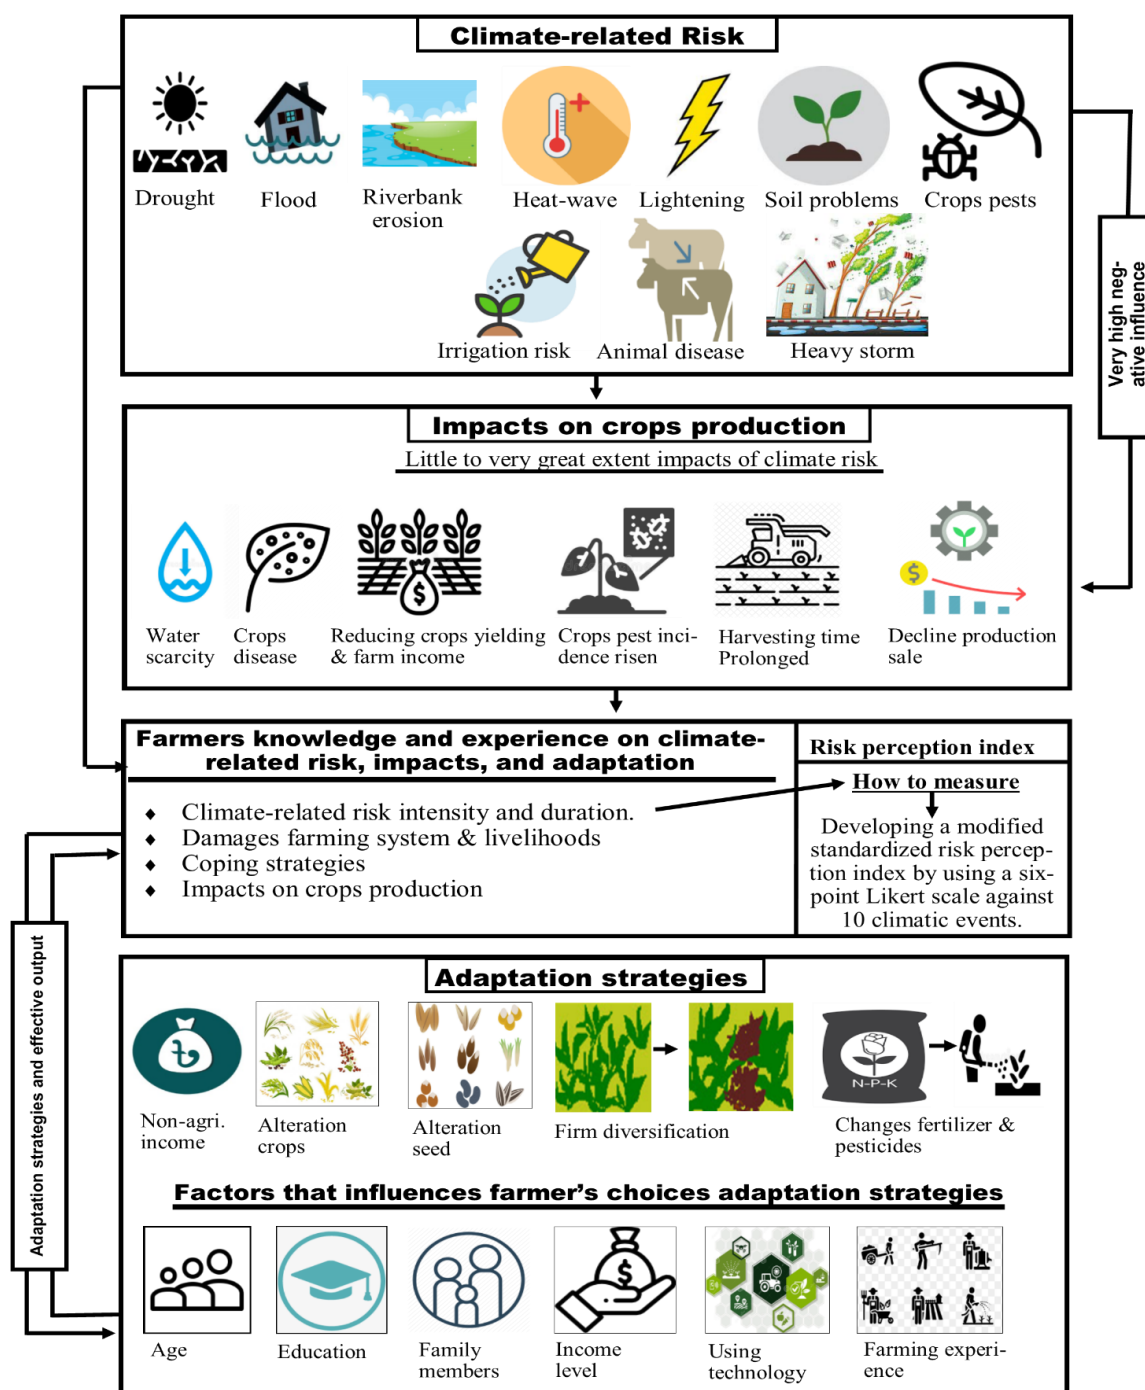 Climate-related Risk
Drought
Flood
Riverbank
erosion
Heat-wave
Lightening
Soil problems
Crops pests
Irrigation risk
Animal disease
Heavy storm
Very high neg-
ative influence
Impacts on crops production
Little to very great extent impacts of climate risk
$
$
Water
scarcity
Crops
disease
Reducing crops yielding
& farm income
Crops pest inci-
dence risen
Harvesting time
Prolonged
Decline production
sale
Farmers knowledge and experience on climate-
related risk, impacts, and adaptation
♦ Climate-related risk intensity and duration.
♦ Damages farming system & livelihoods
♦ Coping strategies
♦ Impacts on crops production
Risk perception index
How to measure
Developing a modified
standardized risk percep-
tion index by using a six-
point Likert scale against
10 climatic events.
Adaptation strategies and effective output
Adaptation strategies
৳
N-P-K
Non-agri.
income
Alteration
crops
Alteration
seed
Firm diversification
Changes fertilizer &
pesticides
Factors that influences farmer's choices adaptation strategies
$
Age
Education
Family
members
Income
level
Using
technology
Farming experi-
ence